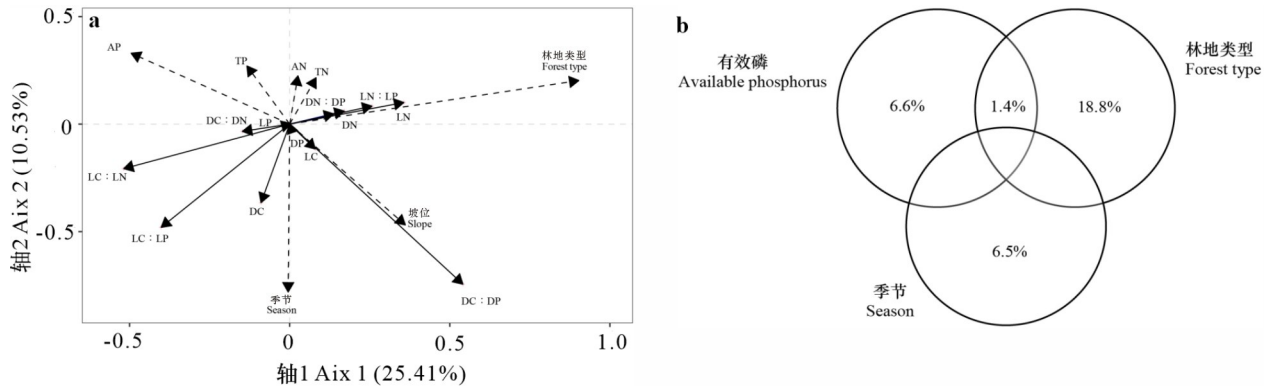 a
0.5
0
-0.5
轴2 Aix 2 (10.53%)
-0.5
0
0.5
1.0
轴1 Aix 1 (25.41%)
AP
TP
AN
TN
林地类型
Forest type
DN：DP
LN：LP
LN
DN
DC：DN
LP
DP
LC
LC：LN
DC
LC：LP
坡位
Slope
季节
Season
DC：DP
b
有效磷
Available phosphorus
林地类型
Forest type
6.6%
1.4%
18.8%
6.5%
季节
Season